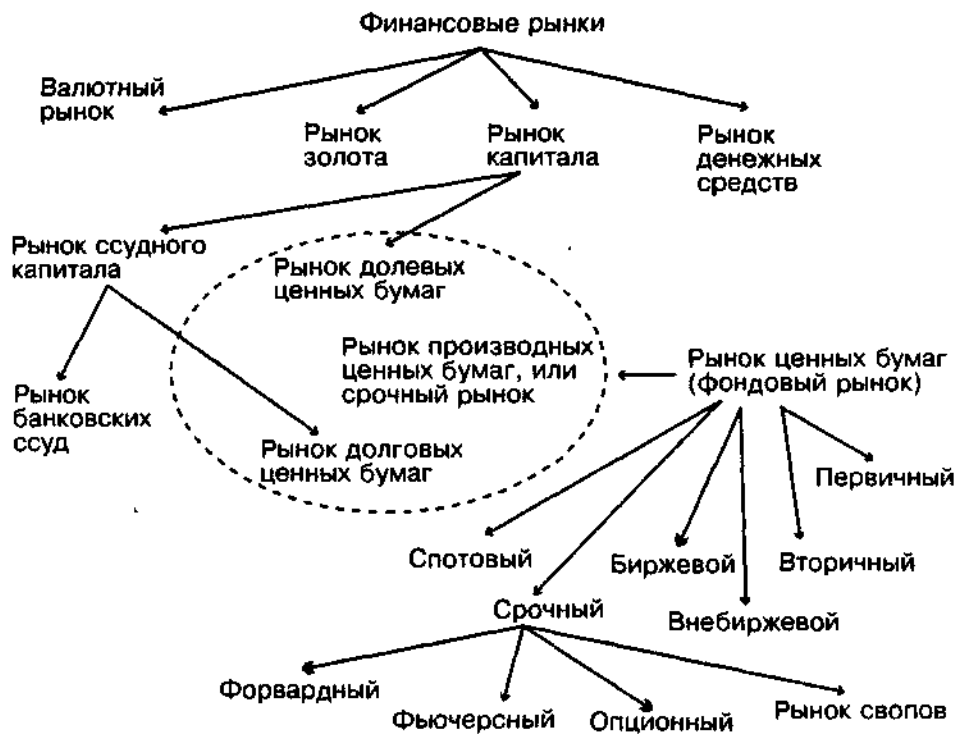 Финансовые рынки
Валютный
рынок
Рынок
золота
Рынок
капитала
Рынок
денежных
средств
Рынок ссудного
капитала
Рынок долевых
ценных бумаг
Рынок производных
ценных бумаг, или
срочный рынок
Рынок ценных бумаг
(фондовый рынок)
Рынок
банковских
ссуд
Рынок долговых
ценных бумаг
Первичный
Спотовый
Биржевой
Вторичный
Срочный
Внебиржевой
Форвардный
Фьючерсный
Опционный
Рынок свопов